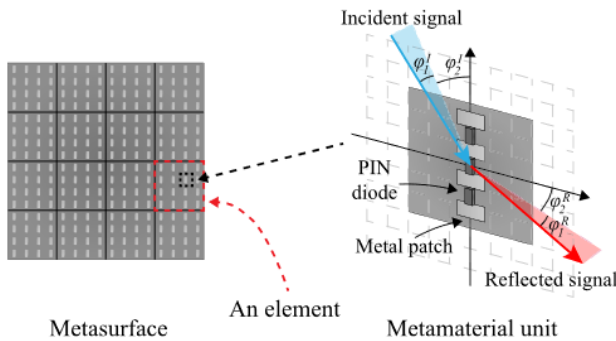 Incident signal
φ₁ᴵ φ₂ᴵ
PIN
diode
φ₂ᴿ
φ₁ᴿ
Metal patch
Reflected signal
An element
Metasurface
Metamaterial unit